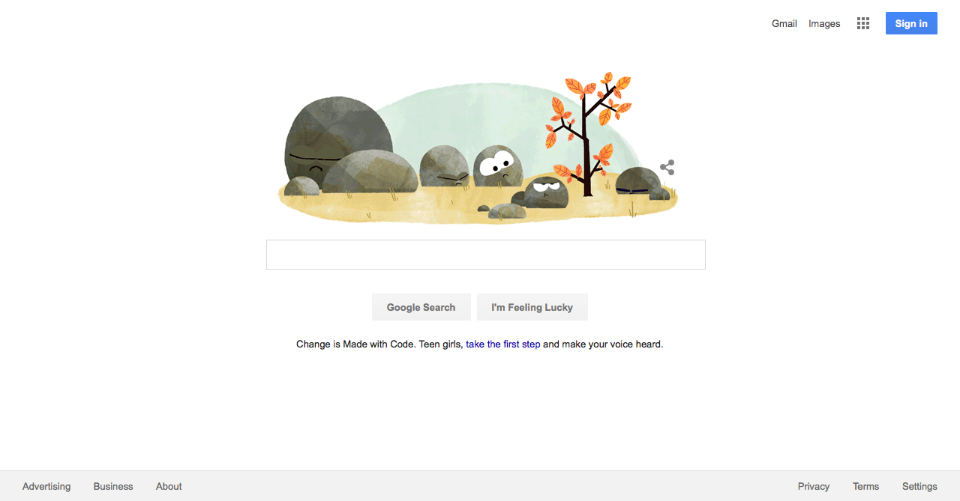 Gmail Images Sign in
Google Search I'm Feeling Lucky
Change is Made with Code. Teen girls, take the first step and make your voice heard.
Advertising Business About Privacy Terms Settings